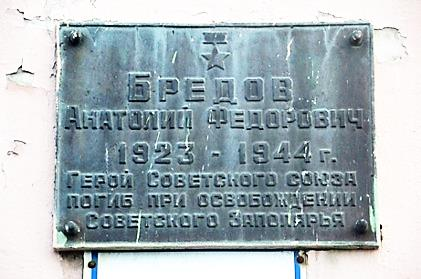 Бредов
Анатолий Федорович
1923 - 1944 г.
Герой Советского Союза
погиб при освобождении
Советского Заполярья